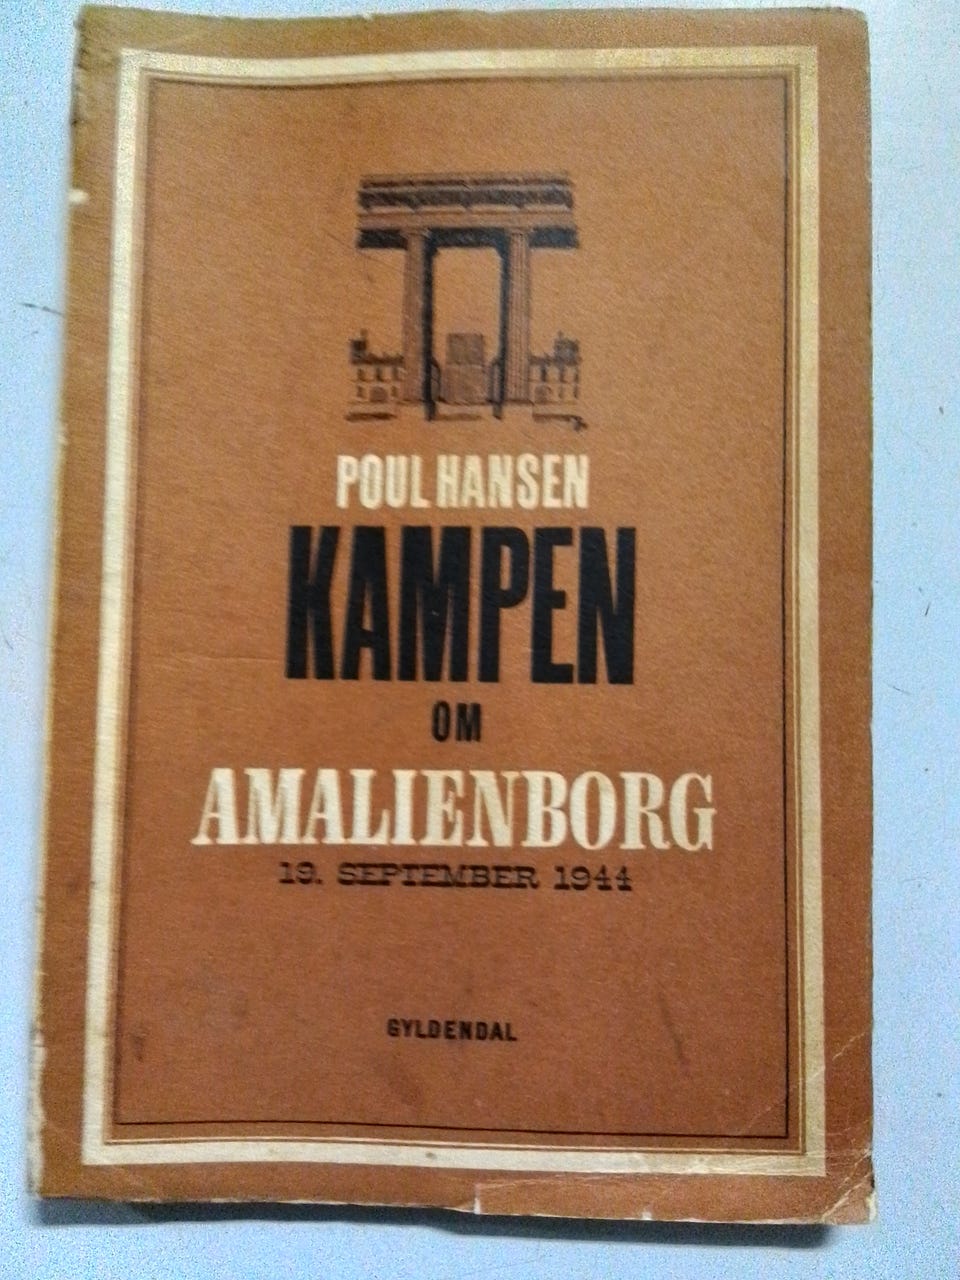 POUL HANSEN
KAMPEN
OM
AMALIENBORG
19. SEPTEMBER 1944
GYLDENDAL